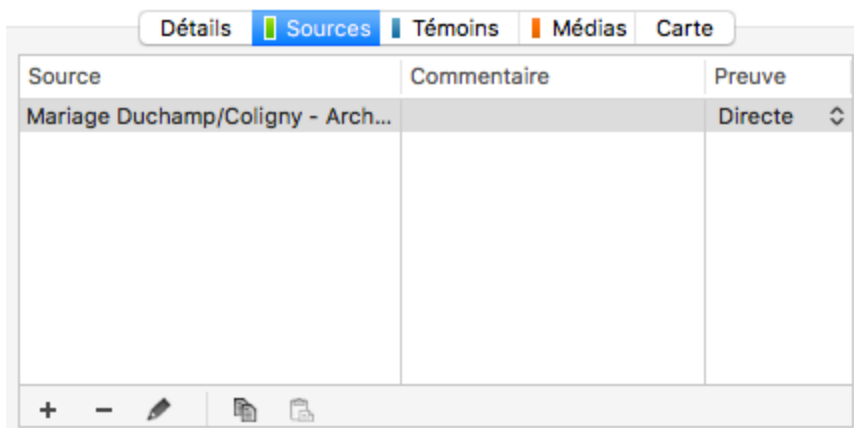 Détails Sources Témoins Médias Carte
Source Commentaire Preuve
Mariage Duchamp/Coligny - Arch... Directe